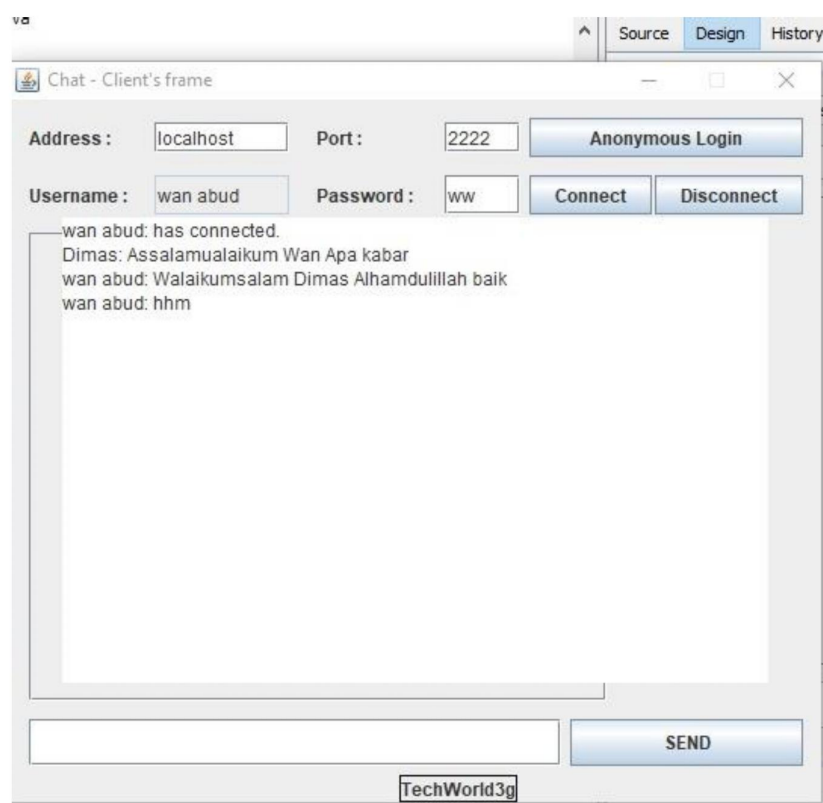 Source Design History
Chat - Client's frame
Address : localhost Port : 2222 Anonymous Login
Username : wan abud Password : ww Connect Disconnect
wan abud: has connected.
Dimas: Assalamualaikum Wan Apa kabar
wan abud: Walaikumsalam Dimas Alhamdulillah baik
wan abud: hhm
SEND
TechWorld3g